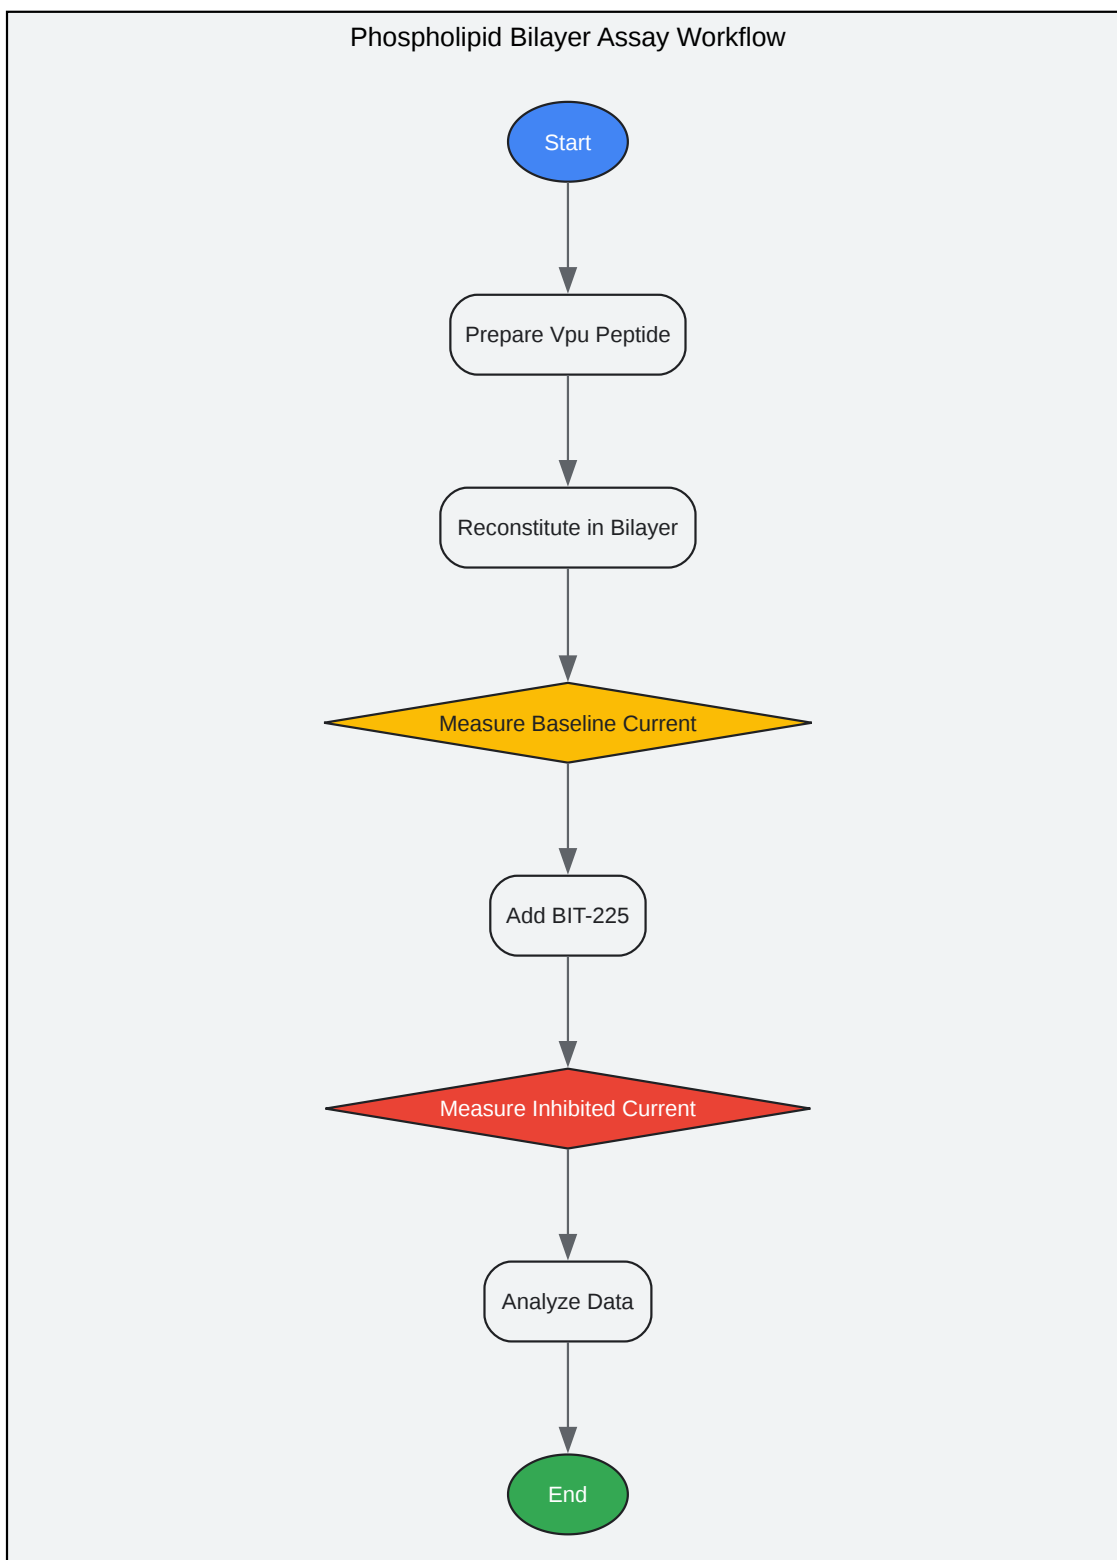 Phospholipid Bilayer Assay Workflow
Start
Prepare Vpu Peptide
Reconstitute in Bilayer
Measure Baseline Current
Add BIT-225
Measure Inhibited Current
Analyze Data
End